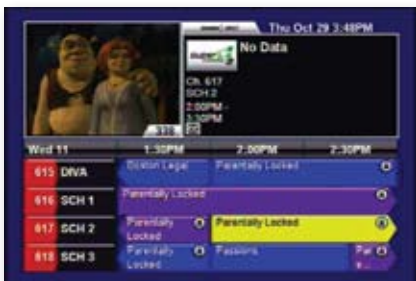 Thu Oct 29 3:48PM
No Data
Ch. 617
SCH 2
2:00PM -
3:30PM
Wed 11 1:30PM 2:00PM 2:30PM
615 DIVA Boston Legal Parentally Locked
616 SCH 1 Parentally Locked
617 SCH 2 Parentally Locked Parentally Locked
618 SCH 3 Parentally Locked Passions